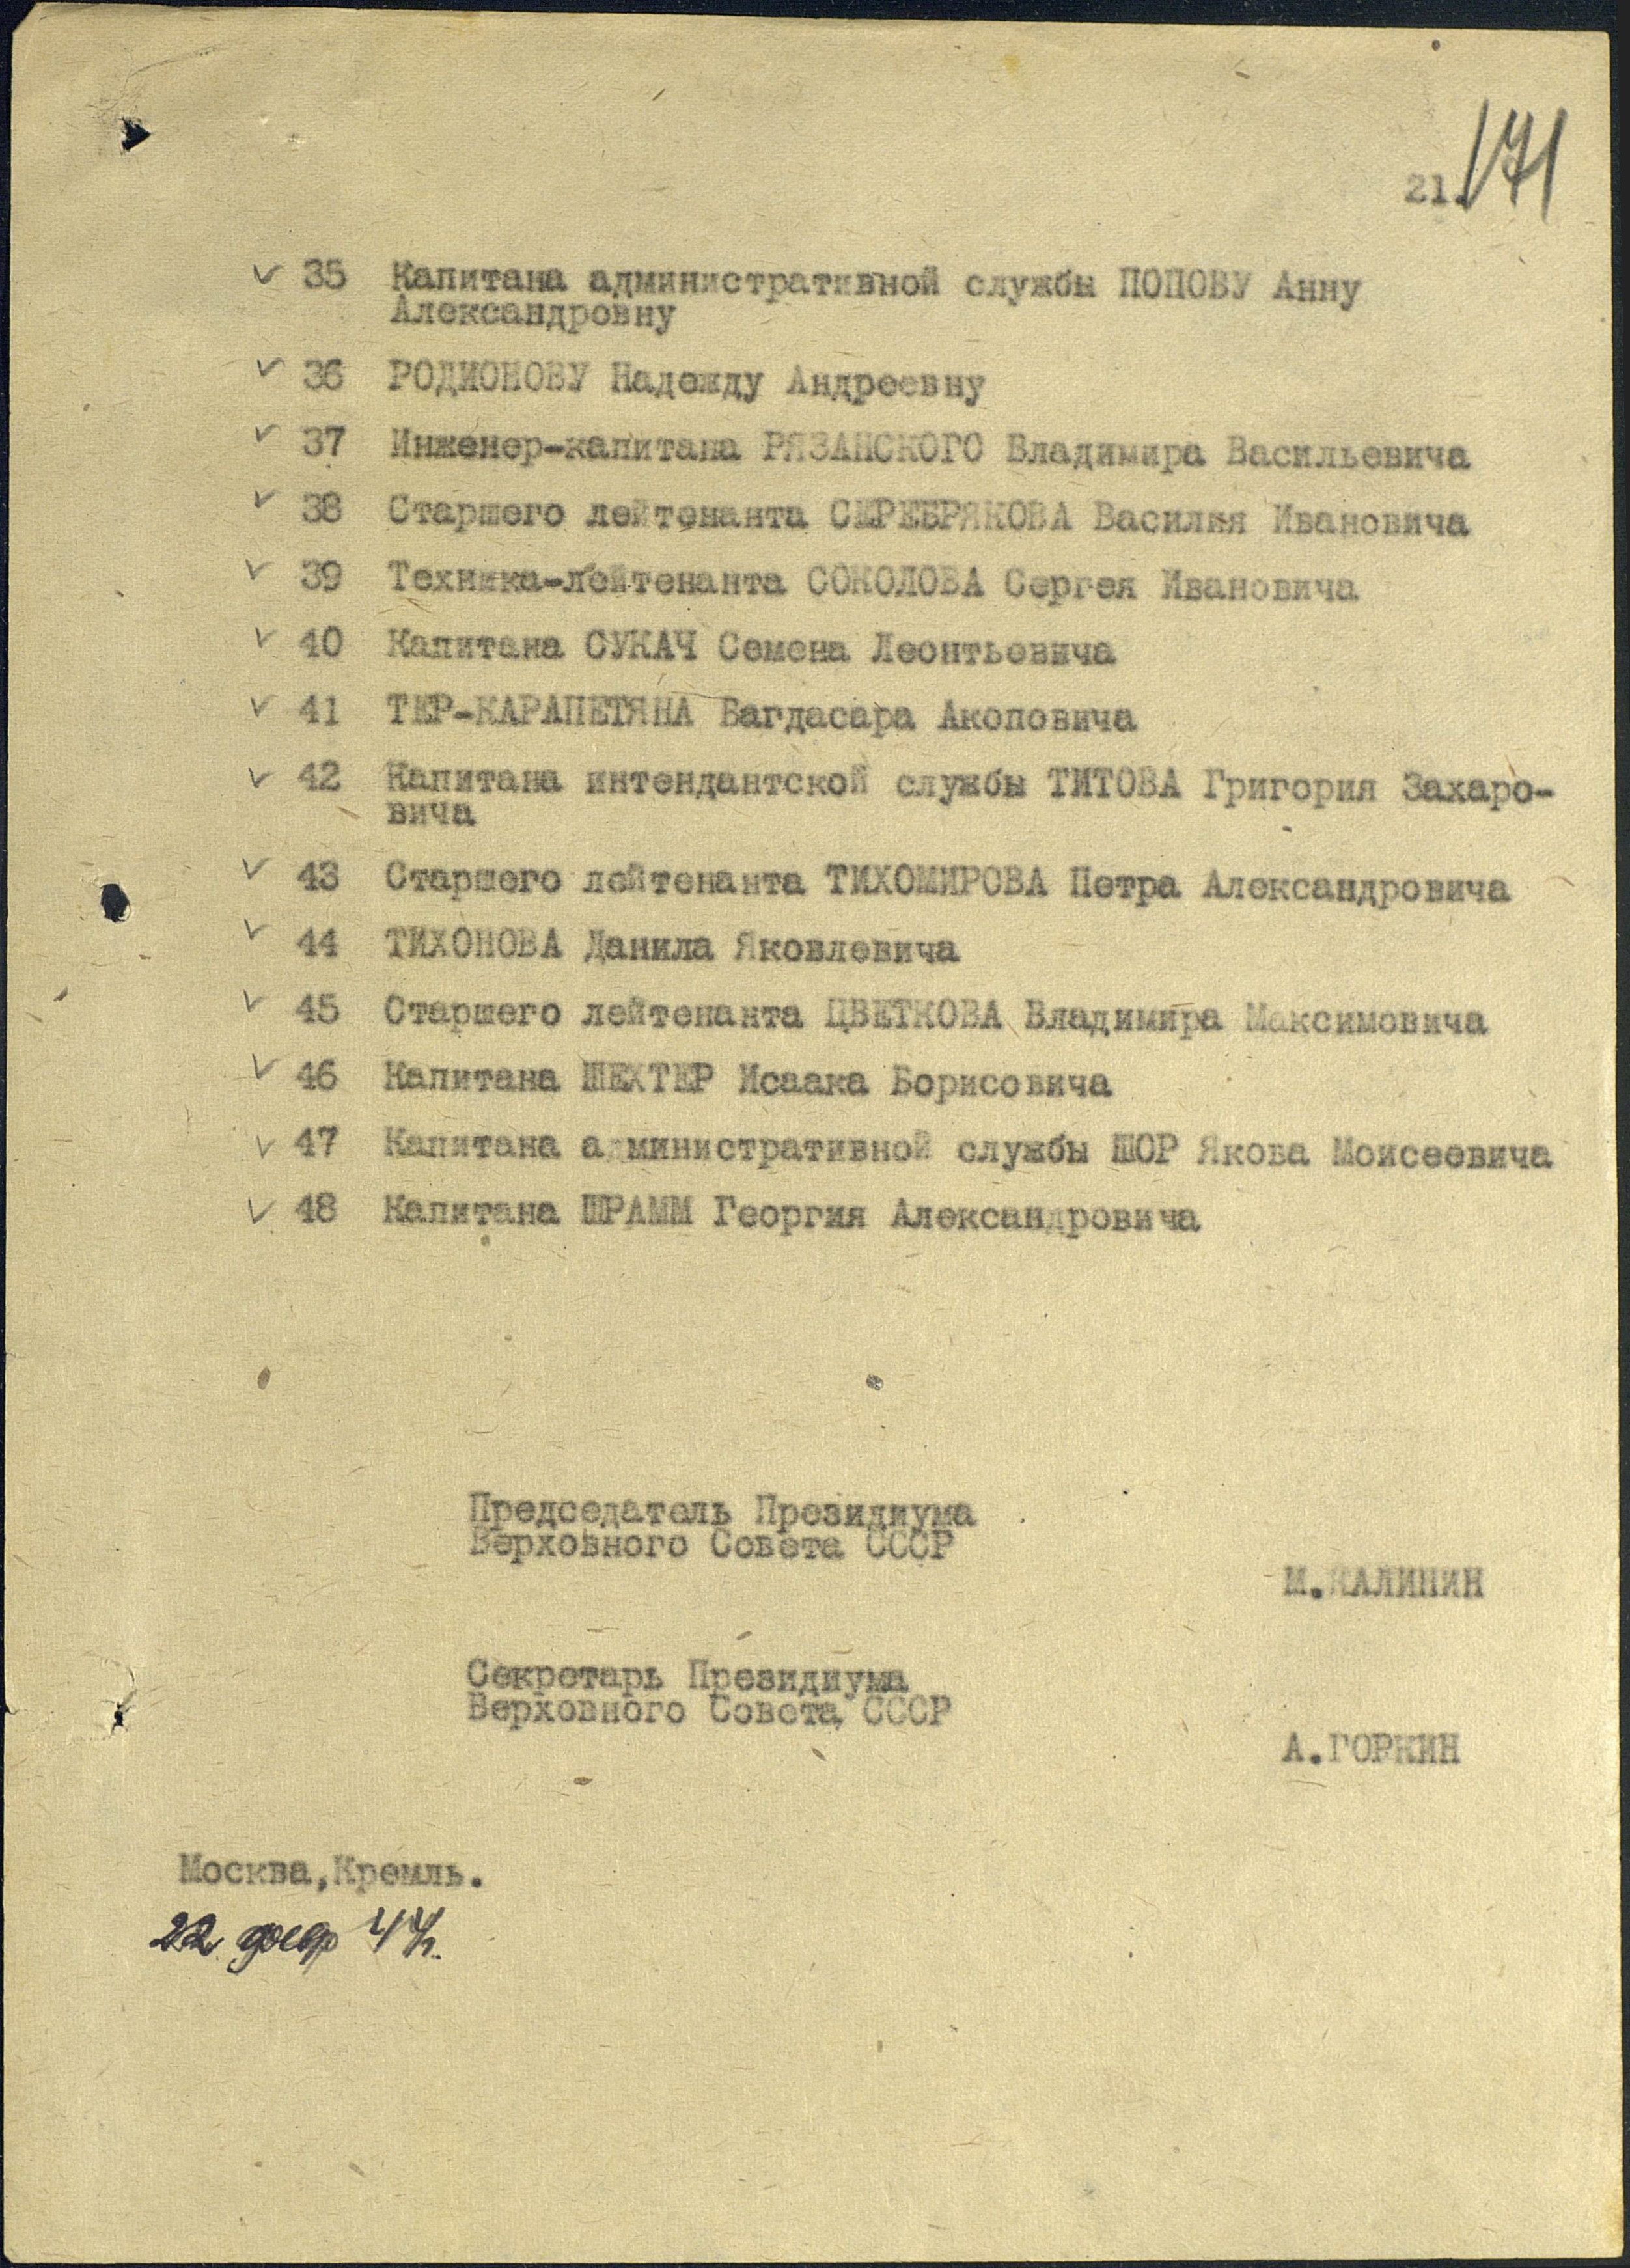 21.
171
✓ 35 Капитана административной службы ПОПОВУ Анну
Александровну
✓ 36 РОДИОНОВУ Надежду Андреевну
✓ 37 Инженер-капитана РЯЗАНСКОГО Владимира Васильевича
✓ 38 Старшего лейтенанта СЕРЕБРЯКОВА Василия Ивановича
✓ 39 Техника-лейтенанта СОКОЛОВА Сергея Ивановича
✓ 40 Капитана СУКАЧ Семена Леонтьевича
✓ 41 ТЕР-КАРАПЕТЯНА Багдасара Акоповича
✓ 42 Капитана интендантской службы ТИТОВА Григория Захаро-
вича
✓ 43 Старшего лейтенанта ТИХОМИРОВА Петра Александровича
✓ 44 ТИХОНОВА Данила Яковлевича
✓ 45 Старшего лейтенанта ЦВЕТКОВА Владимира Максимовича
✓ 46 Капитана ШЕХТЕР Исаака Борисовича
✓ 47 Капитана административной службы ШОР Якова Моисеевича
✓ 48 Капитана ШРАММ Георгия Александровича
Председатель Президиума
Верховного Совета СССР
М.КАЛИНИН
Секретарь Президиума
Верховного Совета СССР
А.ГОРКИН
Москва,Кремль.
22 февр 44г.